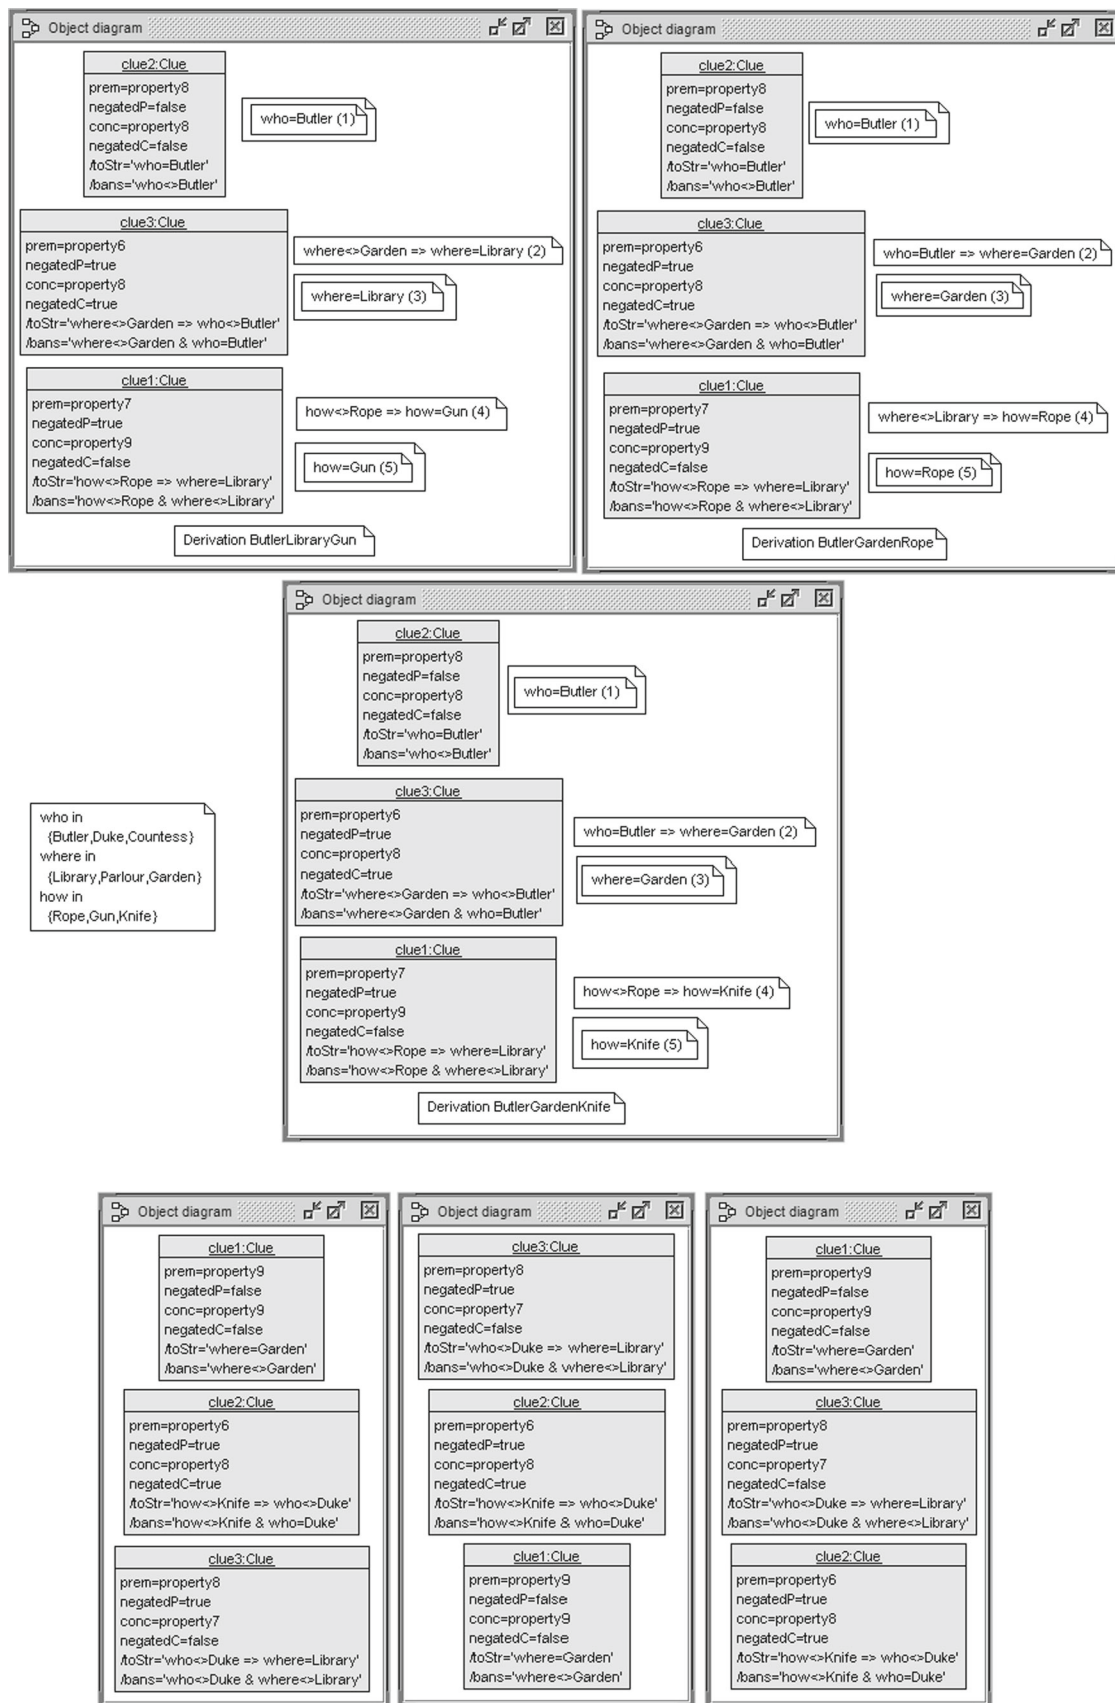 Object diagram
clue2:Clue
prem=property8
negatedP=false
conc=property8
negatedC=false
/toStr='who=Butler'
/bans='who<>Butler'
who=Butler (1)
clue3:Clue
prem=property6
negatedP=true
conc=property8
negatedC=true
/toStr='where<>Garden => who<>Butler'
/bans='where<>Garden & who=Butler'
where<>Garden => where=Library (2)
where=Library (3)
clue1:Clue
prem=property7
negatedP=true
conc=property9
negatedC=false
/toStr='how<>Rope => where=Library'
/bans='how<>Rope & where<>Library'
how<>Rope => how=Gun (4)
how=Gun (5)
Derivation ButlerLibraryGun
Object diagram
clue2:Clue
prem=property8
negatedP=false
conc=property8
negatedC=false
/toStr='who=Butler'
/bans='who<>Butler'
who=Butler (1)
clue3:Clue
prem=property6
negatedP=true
conc=property8
negatedC=true
/toStr='where<>Garden => who<>Butler'
/bans='where<>Garden & who=Butler'
who=Butler => where=Garden (2)
where=Garden (3)
clue1:Clue
prem=property7
negatedP=true
conc=property9
negatedC=false
/toStr='how<>Rope => where=Library'
/bans='how<>Rope & where<>Library'
where<>Library => how=Rope (4)
how=Rope (5)
Derivation ButlerGardenRope
who in
{Butler,Duke,Countess}
where in
{Library,Parlour,Garden}
how in
{Rope,Gun,Knife}
Object diagram
clue2:Clue
prem=property8
negatedP=false
conc=property8
negatedC=false
/toStr='who=Butler'
/bans='who<>Butler'
who=Butler (1)
clue3:Clue
prem=property6
negatedP=true
conc=property8
negatedC=true
/toStr='where<>Garden => who<>Butler'
/bans='where<>Garden & who=Butler'
who=Butler => where=Garden (2)
where=Garden (3)
clue1:Clue
prem=property7
negatedP=true
conc=property9
negatedC=false
/toStr='how<>Rope => where=Library'
/bans='how<>Rope & where<>Library'
how<>Rope => how=Knife (4)
how=Knife (5)
Derivation ButlerGardenKnife
Object diagram
clue1:Clue
prem=property9
negatedP=false
conc=property9
negatedC=false
/toStr='where=Garden'
/bans='where<>Garden'
clue2:Clue
prem=property6
negatedP=true
conc=property8
negatedC=true
/toStr='how<>Knife => who<>Duke'
/bans='how<>Knife & who=Duke'
clue3:Clue
prem=property8
negatedP=true
conc=property7
negatedC=false
/toStr='who<>Duke => where=Library'
/bans='who<>Duke & where<>Library'
Object diagram
clue3:Clue
prem=property8
negatedP=true
conc=property7
negatedC=false
/toStr='who<>Duke => where=Library'
/bans='who<>Duke & where<>Library'
clue2:Clue
prem=property6
negatedP=true
conc=property8
negatedC=true
/toStr='how<>Knife => who<>Duke'
/bans='how<>Knife & who=Duke'
clue1:Clue
prem=property9
negatedP=false
conc=property9
negatedC=false
/toStr='where=Garden'
/bans='where<>Garden'
Object diagram
clue1:Clue
prem=property9
negatedP=false
conc=property9
negatedC=false
/toStr='where=Garden'
/bans='where<>Garden'
clue3:Clue
prem=property8
negatedP=true
conc=property7
negatedC=false
/toStr='who<>Duke => where=Library'
/bans='who<>Duke & where<>Library'
clue2:Clue
prem=property6
negatedP=true
conc=property8
negatedC=true
/toStr='how<>Knife => who<>Duke'
/bans='how<>Knife & who=Duke'